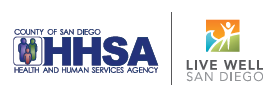 COUNTY OF SAN DIEGO
HHSA
HEALTH AND HUMAN SERVICES AGENCY
LIVE WELL
SAN DIEGO